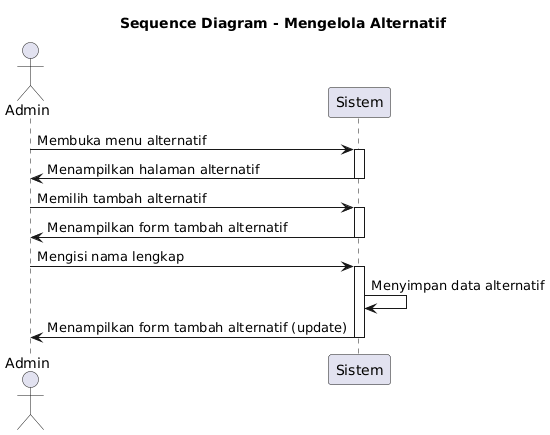 Sequence Diagram - Mengelola Alternatif
Admin
Sistem
Membuka menu alternatif
Menampilkan halaman alternatif
Memilih tambah alternatif
Menampilkan form tambah alternatif
Mengisi nama lengkap
Menyimpan data alternatif
Menampilkan form tambah alternatif (update)
Admin
Sistem